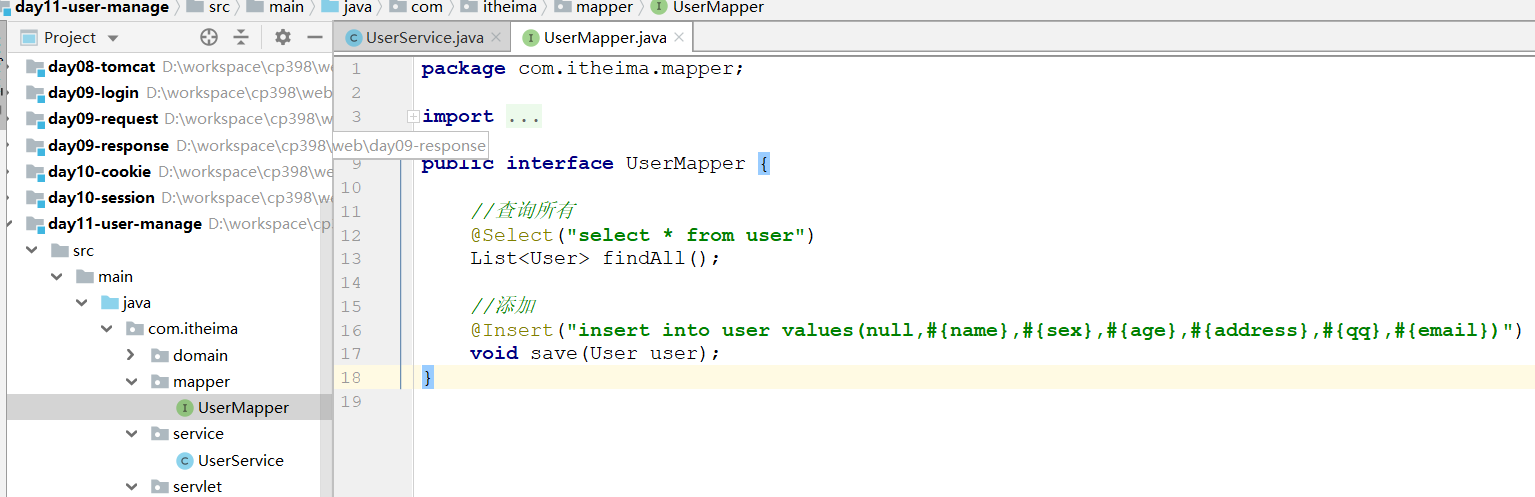 day11-user-manage src main java com itheima mapper UserMapper
Project
day08-tomcat D:\workspace\cp398\we
day09-login D:\workspace\cp398\web
day09-request D:\workspace\cp398
day09-response D:\workspace\cp398\web\day09-response
day10-cookie D:\workspace\cp398\we
day10-session D:\workspace\cp398\w
day11-user-manage D:\workspace\cp
src
main
java
com.itheima
domain
mapper
UserMapper
service
UserService
servlet
UserService.java UserMapper.java
1 package com.itheima.mapper;
2
3 import ...
9 public interface UserMapper {
10
11 //查询所有
12 @Select("select * from user")
13 List<User> findAll();
14
15 //添加
16 @Insert("insert into user values(null,#{name},#{sex},#{age},#{address},#{qq},#{email})")
17 void save(User user);
18 }
19